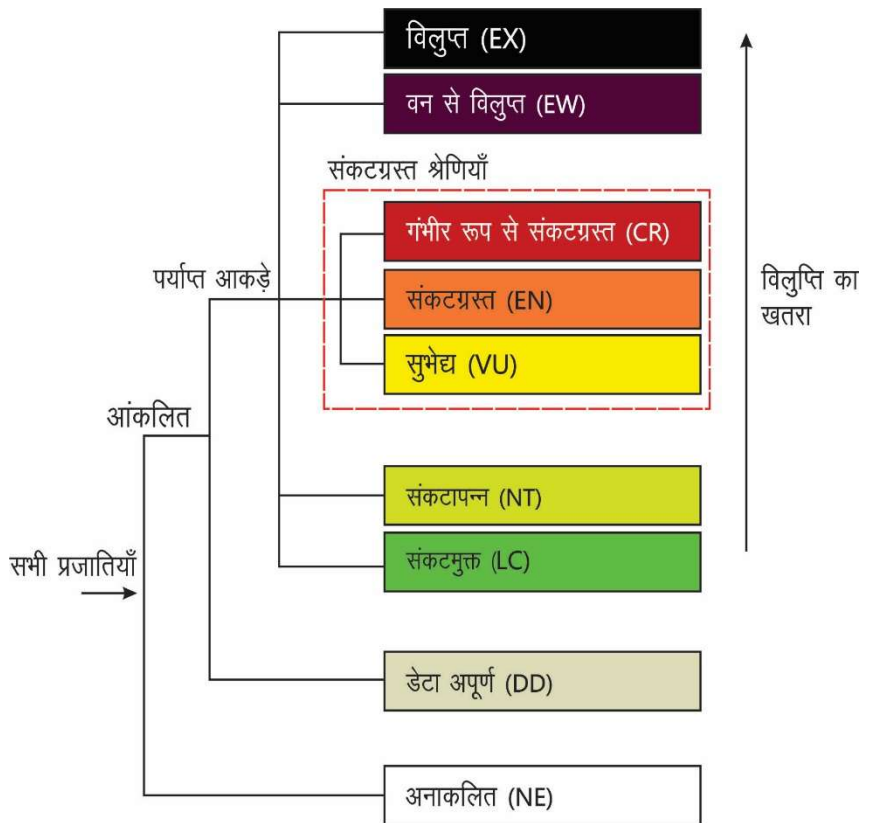 विलुप्त (EX)
वन से विलुप्त (EW)
संकटग्रस्त श्रेणियाँ
गंभीर रूप से संकटग्रस्त (CR)
पर्याप्त आकड़े
संकटग्रस्त (EN)
विलुप्ति का
खतरा
सुभेद्य (VU)
आंकलित
संकटापन्न (NT)
सभी प्रजातियाँ
संकटमुक्त (LC)
डेटा अपूर्ण (DD)
अनाकलित (NE)